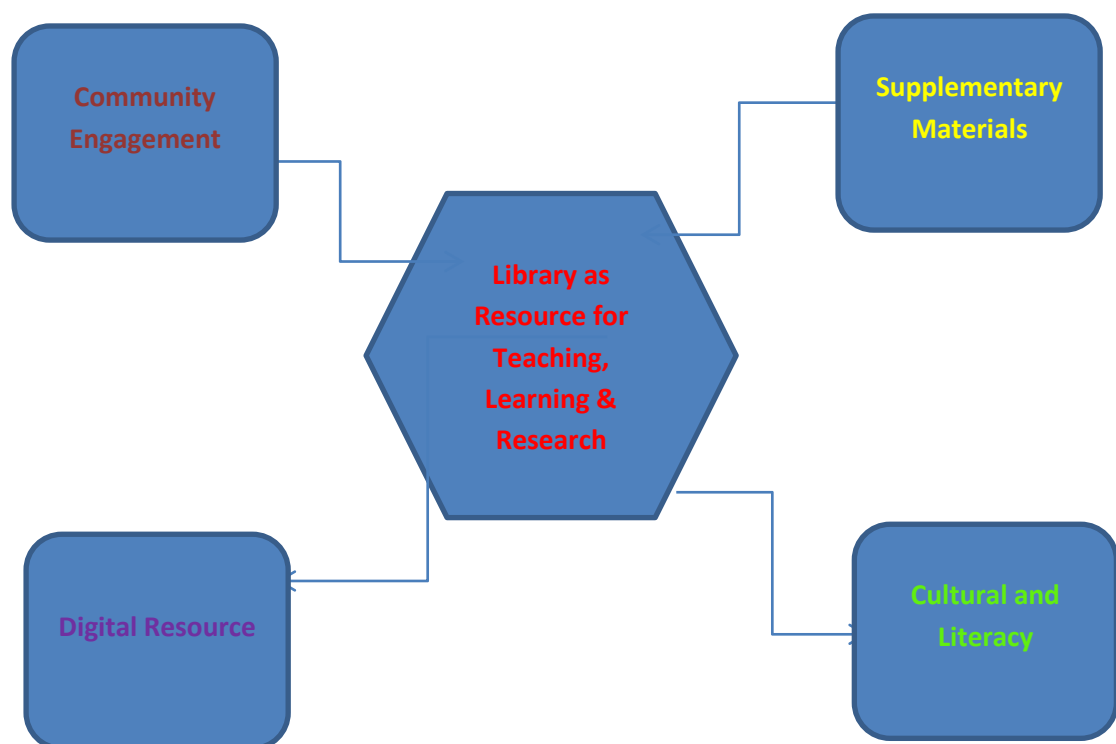 Community
Engagement
Supplementary
Materials
Library as
Resource for
Teaching,
Learning &
Research
Digital Resource
Cultural and
Literacy